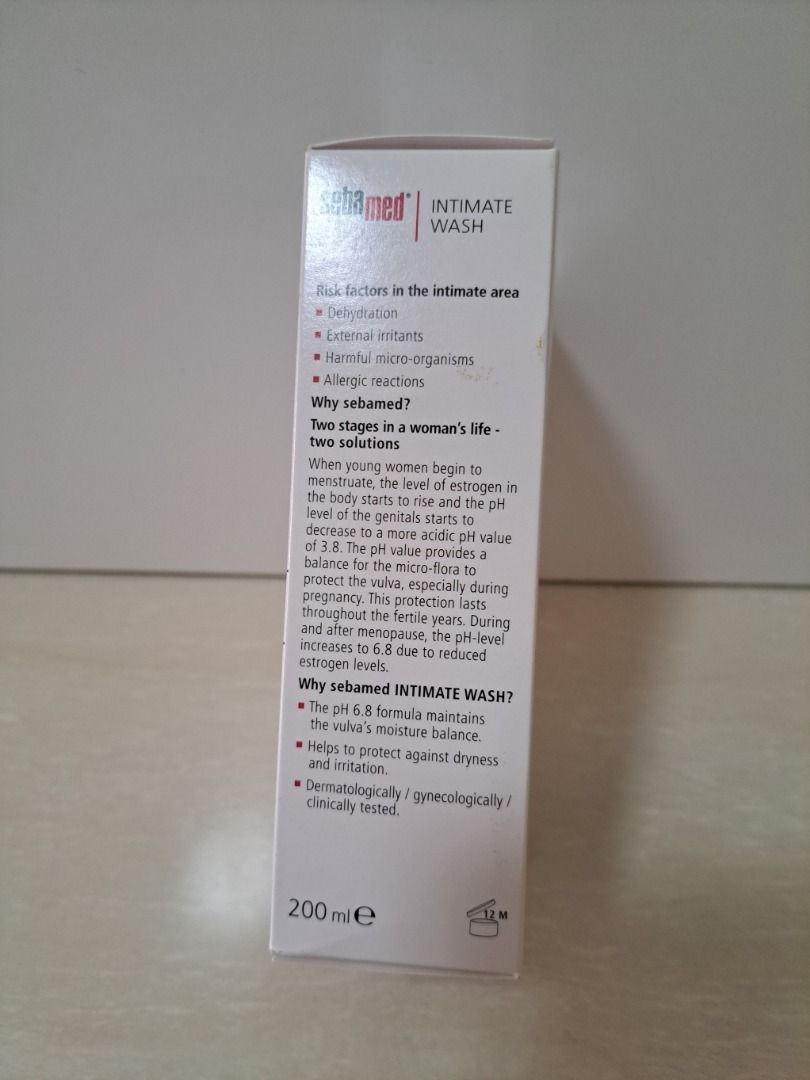 sebamed®
INTIMATE
WASH
Risk factors in the intimate area
Dehydration
External irritants
Harmful micro-organisms
Allergic reactions
Why sebamed?
Two stages in a woman's life -
two solutions
When young women begin to
menstruate, the level of estrogen in
the body starts to rise and the pH
level of the genitals starts to
decrease to a more acidic pH value
of 3.8. The pH value provides a
balance for the micro-flora to
protect the vulva, especially during
pregnancy. This protection lasts
throughout the fertile years. During
and after menopause, the pH-level
increases to 6.8 due to reduced
estrogen levels.
Why sebamed INTIMATE WASH?
The pH 6.8 formula maintains
the vulva's moisture balance.
Helps to protect against dryness
and irritation.
Dermatologically / gynecologically /
clinically tested.
200 ml ℮
12 M